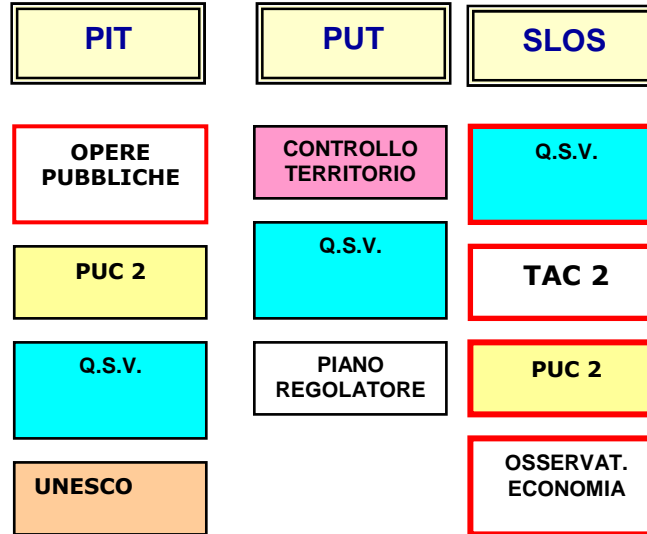 PIT
OPERE
PUBBLICHE
PUC 2
Q.S.V.
UNESCO
PUT
CONTROLLO
TERRITORIO
Q.S.V.
PIANO
REGOLATORE
SLOS
Q.S.V.
TAC 2
PUC 2
OSSERVAT.
ECONOMIA